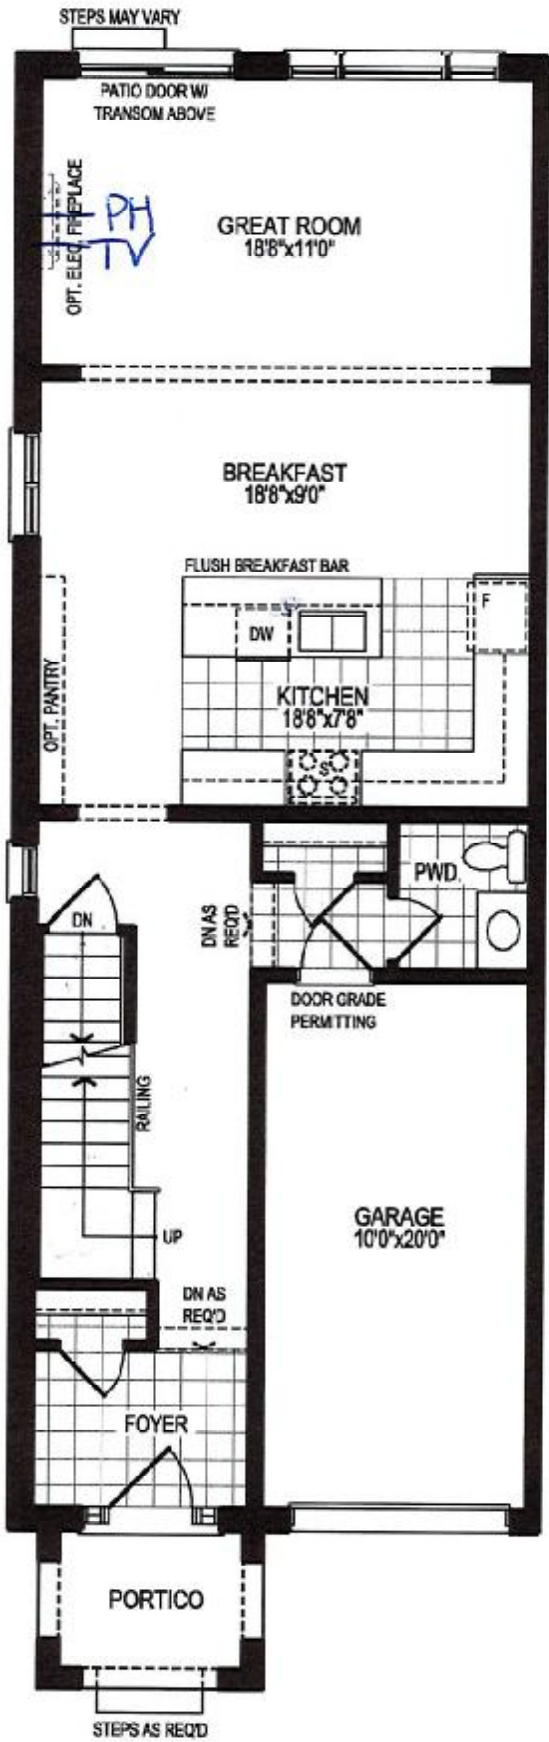 STEPS MAY VARY
PATIO DOOR W/
TRANSOM ABOVE
OPT. ELEC. FIREPLACE
PH
TV
GREAT ROOM
18'8"x11'0"
BREAKFAST
18'8"x9'0"
FLUSH BREAKFAST BAR
F
DW
OPT. PANTRY
KITCHEN
18'8"x7'8"
S
PWD.
DN
DN AS
REQ'D
DOOR GRADE
PERMITTING
RAILING
UP
GARAGE
10'0"x20'0"
DN AS
REQ'D
FOYER
PORTICO
STEPS AS REQ'D